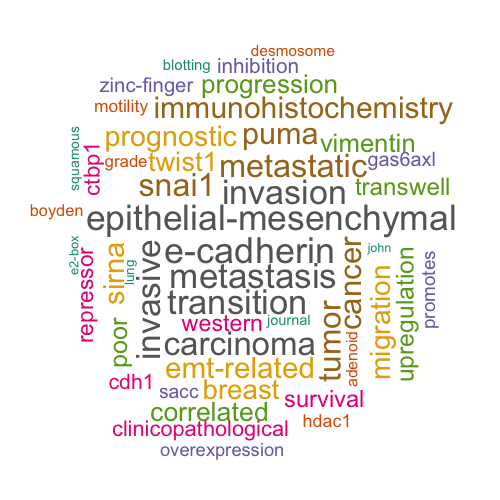 desmosome
blotting inhibition
zinc-finger progression
motility immunohistochemistry
prognostic puma vimentin
squamous ctbp1 grade twist1 metastatic gas6axl
snai1 invasion transwell
boyden epithelial-mesenchymal
e2-box repressor sirna lung invasive e-cadherin john
metastasis cancer migration upregulation promotes
transition tumor
poor western journal
carcinoma adenoid
emt-related
cdh1 sacc breast survival
correlated hdac1
clinicopathological
overexpression